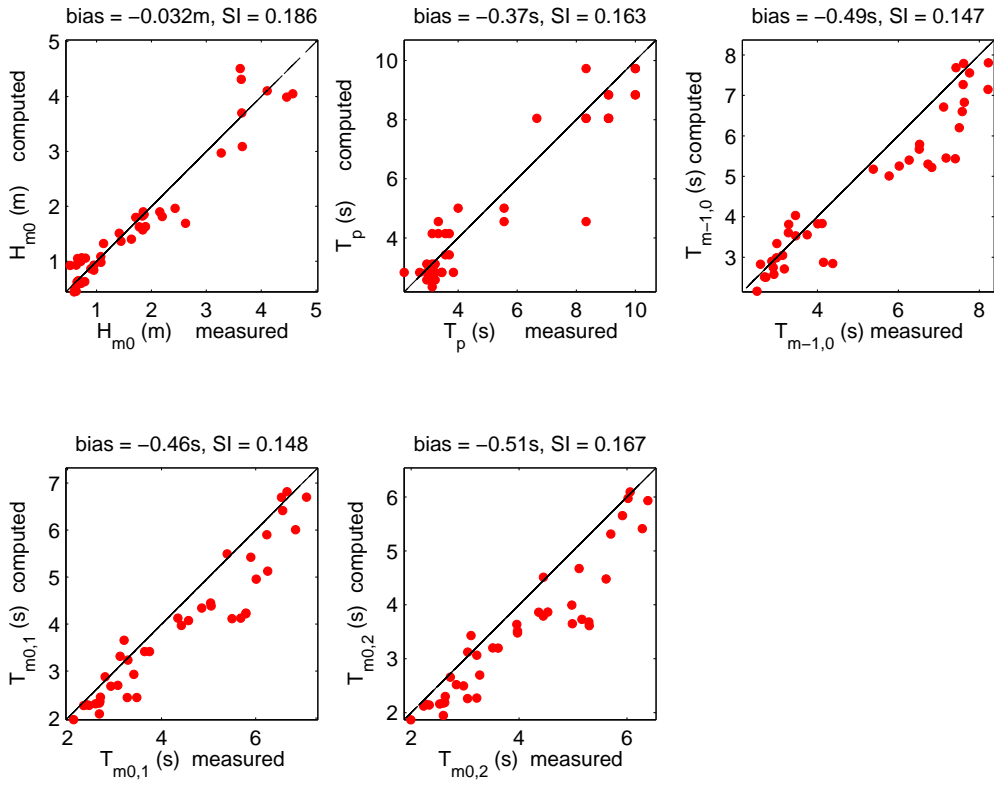 bias = −0.032m, SI = 0.186
5
4
3
2
1
H_m0 (m) computed
1 2 3 4 5
H_m0 (m) measured
bias = −0.37s, SI = 0.163
10
8
6
4
T_p (s) computed
4 6 8 10
T_p (s) measured
bias = −0.49s, SI = 0.147
8
7
6
5
4
3
T_m−1,0 (s) computed
4 6 8
T_m−1,0 (s) measured
bias = −0.46s, SI = 0.148
7
6
5
4
3
2
T_m0,1 (s) computed
2 4 6
T_m0,1 (s) measured
bias = −0.51s, SI = 0.167
6
5
4
3
2
T_m0,2 (s) computed
2 4 6
T_m0,2 (s) measured